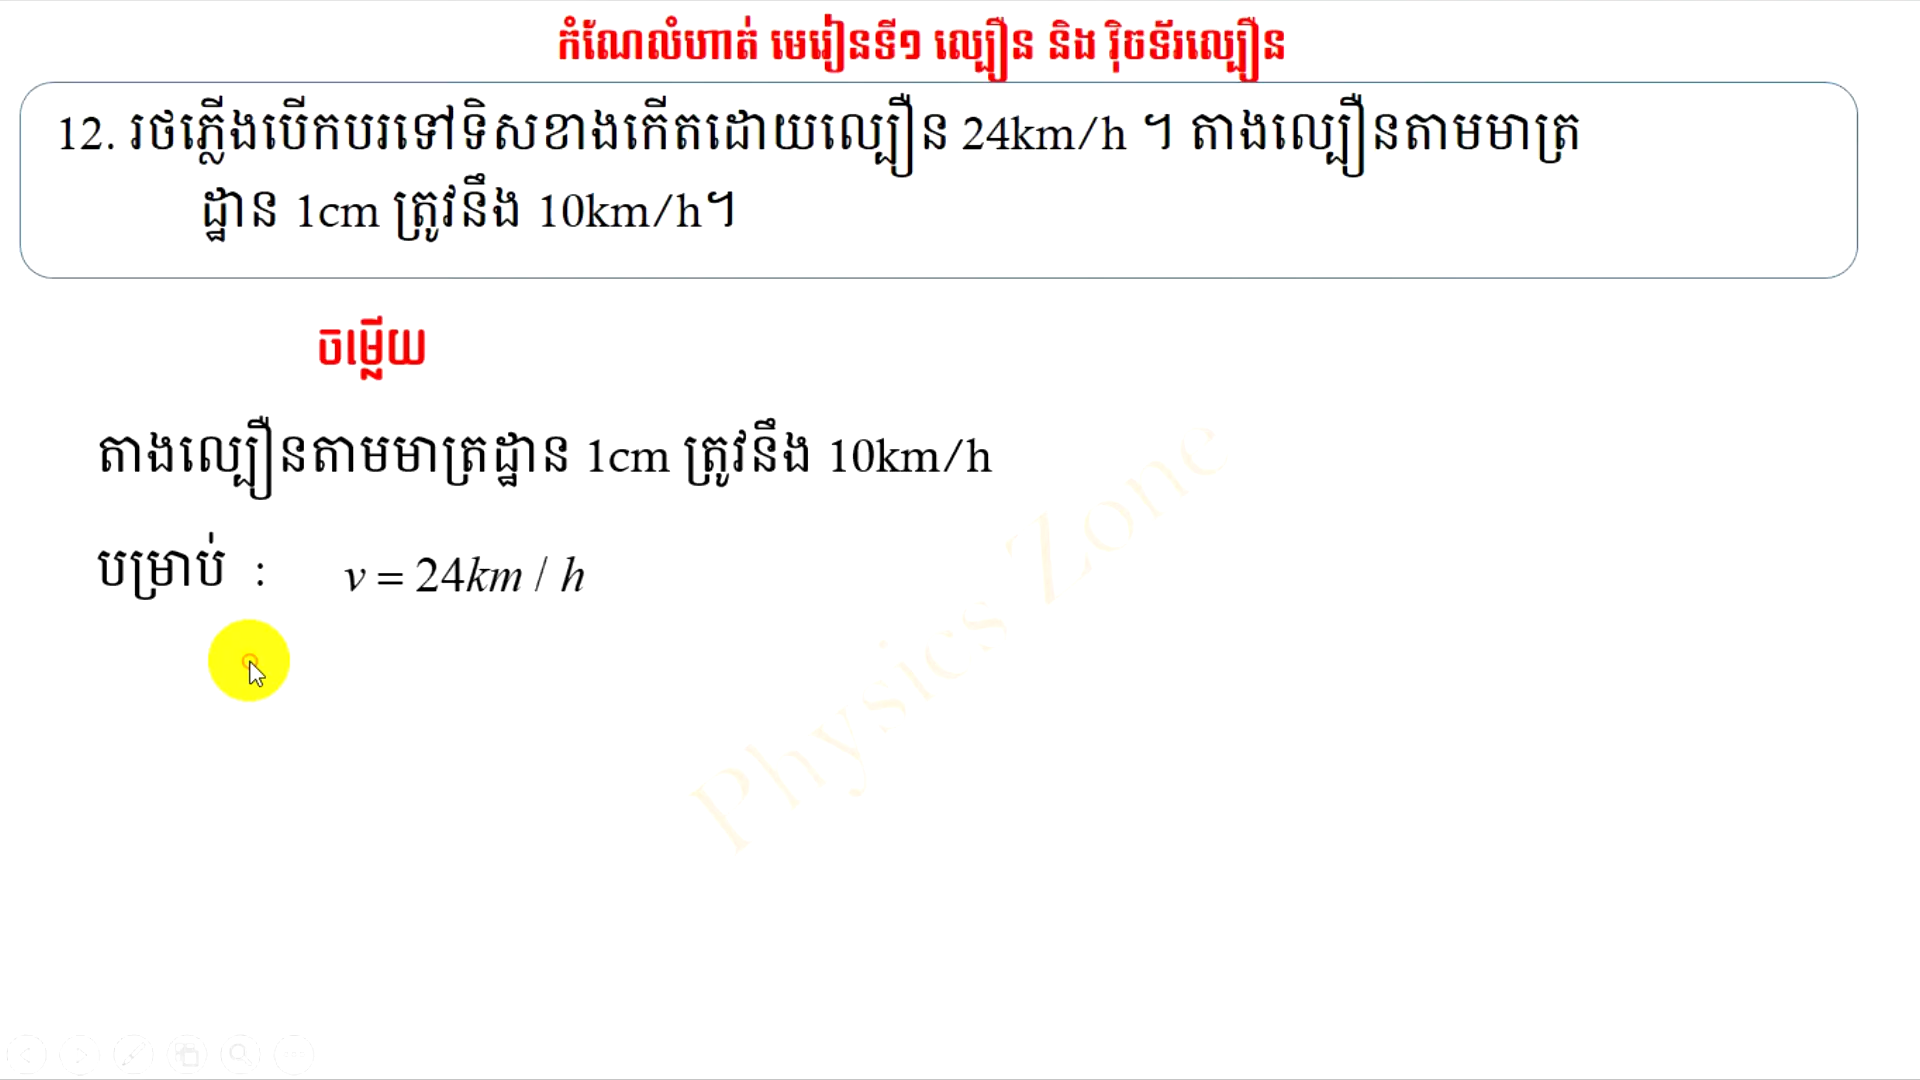 កំណែលំហាត់ មេរៀនទី១ ល្បឿន និង វ៉ិចទ័រល្បឿន
12. រថភ្លើងបើកបរទៅទិសខាងកើតដោយល្បឿន 24km/h ។ តាងល្បឿនតាមមាត្រ
ដ្ឋាន 1cm ត្រូវនឹង 10km/h។
ចម្លើយ
តាងល្បឿនតាមមាត្រដ្ឋាន 1cm ត្រូវនឹង 10km/h
បម្រាប់ : v = 24km / h
Physics Zone